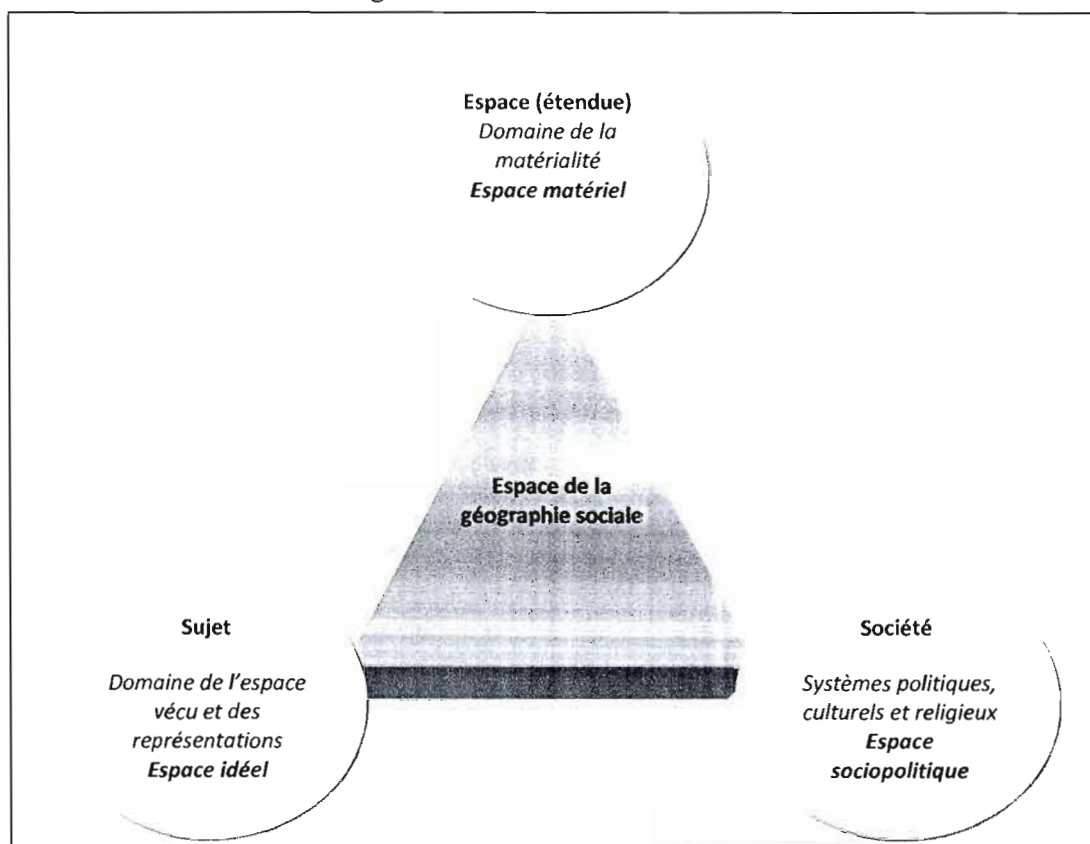 Espace (étendue)
Domaine de la
matérialité
Espace matériel
Espace de la
géographie sociale
Sujet
Domaine de l'espace
vécu et des
représentations
Espace idéel
Société
Systèmes politiques,
culturels et religieux
Espace
sociopolitique